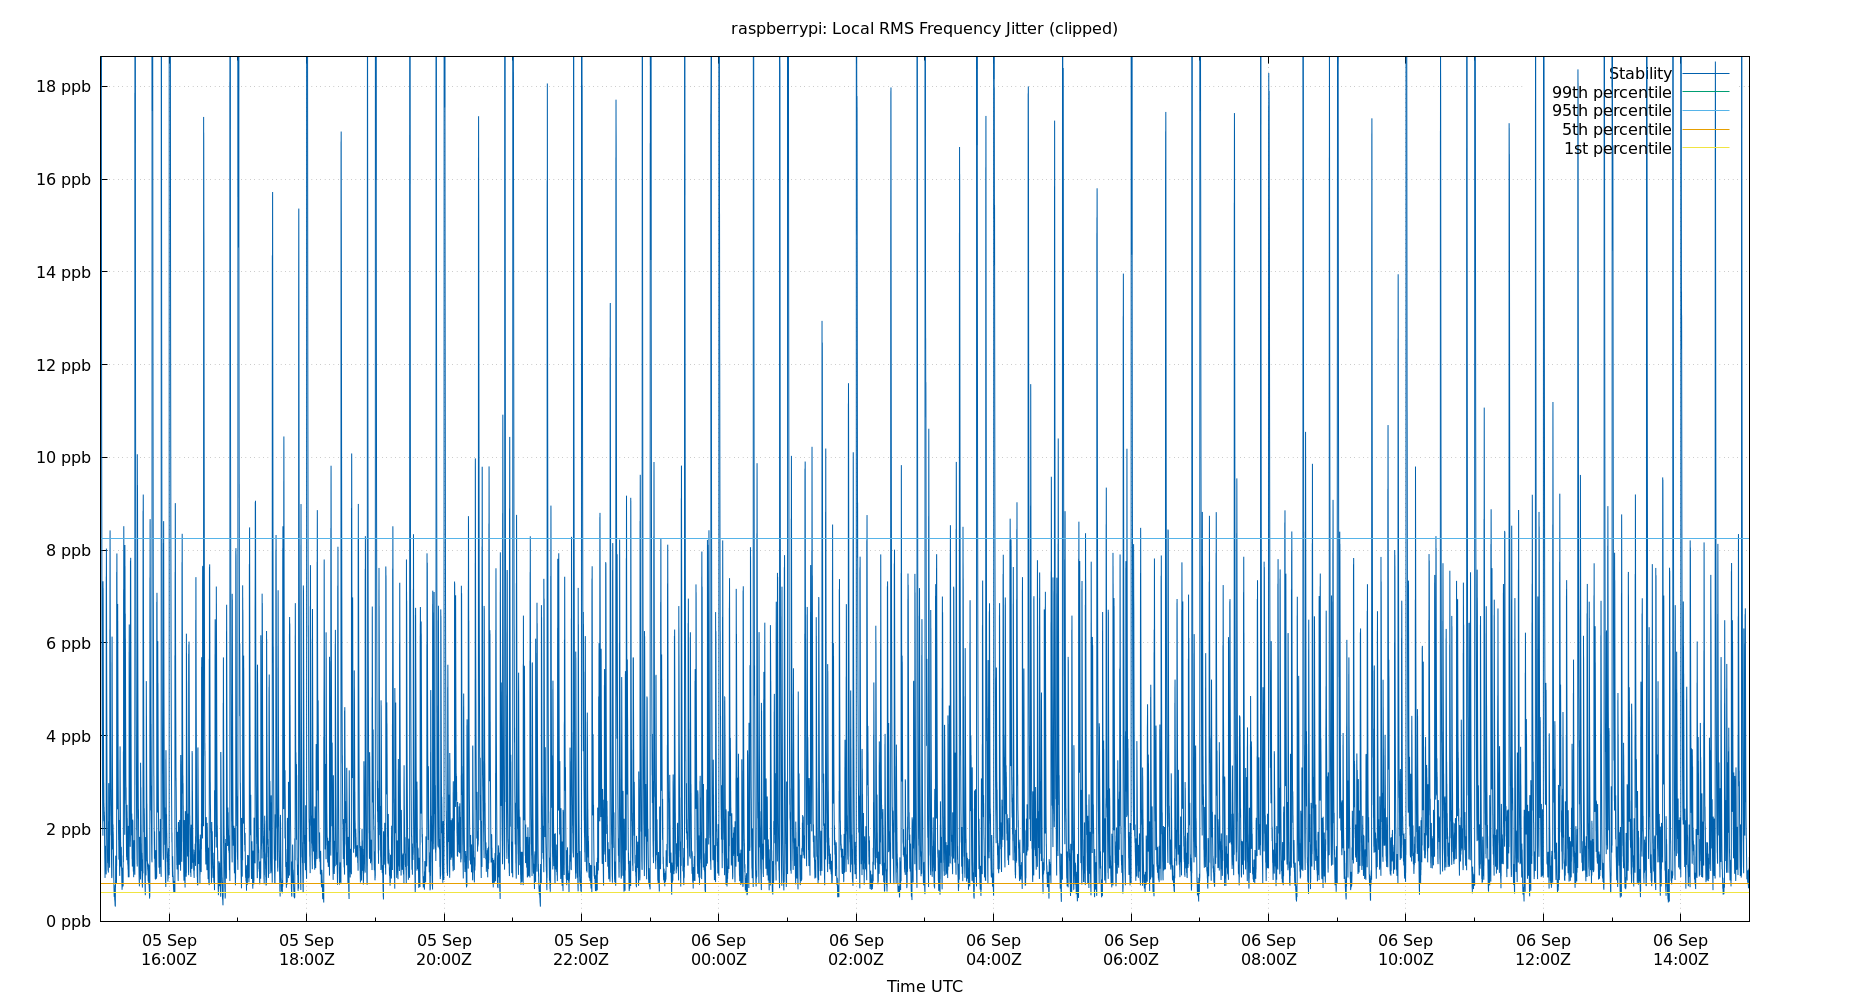 raspberrypi: Local RMS Frequency Jitter (clipped)
18 ppb
16 ppb
14 ppb
12 ppb
10 ppb
8 ppb
6 ppb
4 ppb
2 ppb
0 ppb
Stability
99th percentile
95th percentile
5th percentile
1st percentile
05 Sep 05 Sep 05 Sep 05 Sep 06 Sep 06 Sep 06 Sep 06 Sep 06 Sep 06 Sep 06 Sep 06 Sep
16:00Z 18:00Z 20:00Z 22:00Z 00:00Z 02:00Z 04:00Z 06:00Z 08:00Z 10:00Z 12:00Z 14:00Z
Time UTC